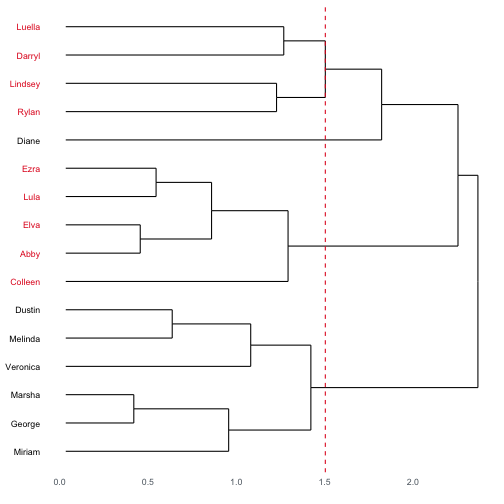 Luella
Darryl
Lindsey
Rylan
Diane
Ezra
Lula
Elva
Abby
Colleen
Dustin
Melinda
Veronica
Marsha
George
Miriam
0.0 0.5 1.0 1.5 2.0